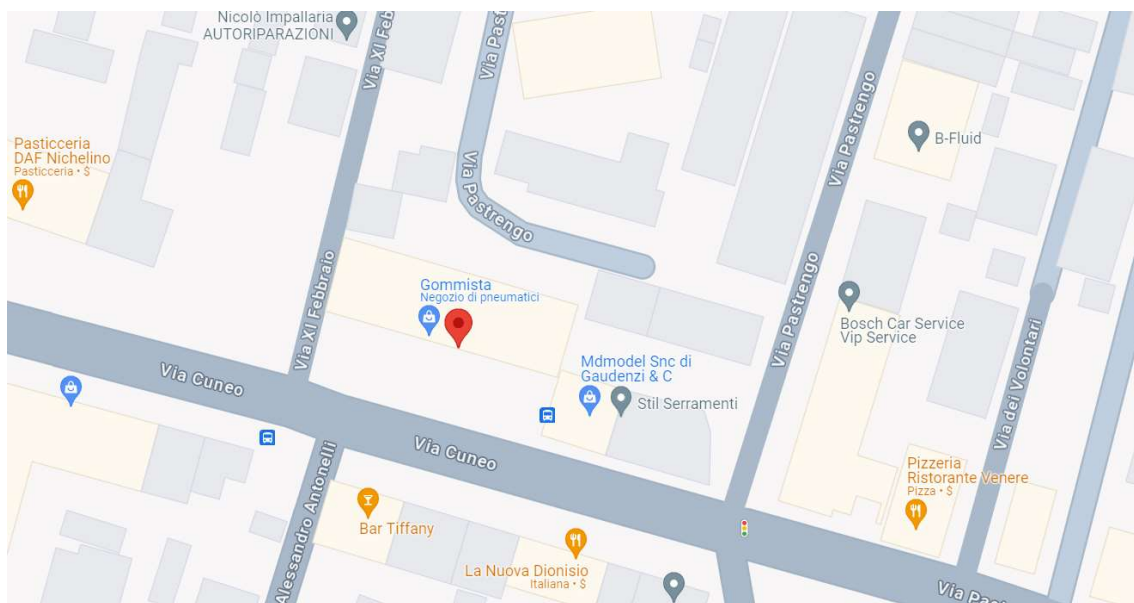 Nicolò Impallaria
AUTORIPARAZIONI
Via XI Febbraio
Via Past
Via Pastrengo
B-Fluid
Pasticceria
DAF Nichelino
Pasticceria • $
Via Pastrengo
Via XI Febbraio
Gommista
Negozio di pneumatici
Via Pastrengo
Bosch Car Service
Vip Service
Via dei Volontari
Mdmodel Snc di
Gaudenzi & C
Stil Serramenti
Via Cuneo
Via Cuneo
Alessandro Antonelli
Bar Tiffany
Pizzeria
Ristorante Venere
Pizza • $
La Nuova Dionisio
Italiana • $
Via Pas